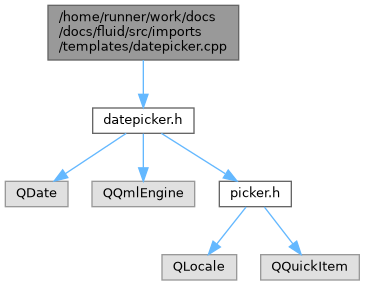 /home/runner/work/docs
/docs/fluid/src/imports
/templates/datepicker.cpp
datepicker.h
QDate
QQmlEngine
picker.h
QLocale
QQuickItem